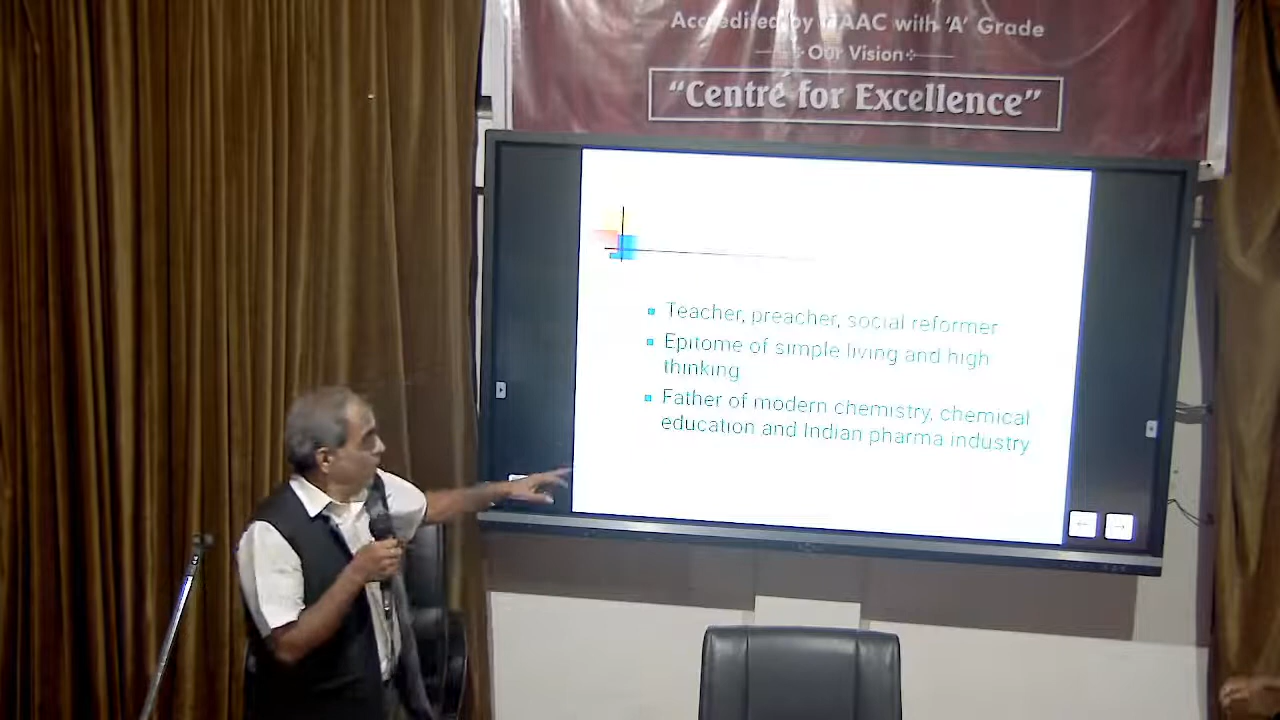 Accredited by NAAC with ‘A’ Grade
Our Vision
“Centre for Excellence”
Teacher, preacher, social reformer
Epitome of simple living and high
thinking
Father of modern chemistry, chemical
education and Indian pharma industry